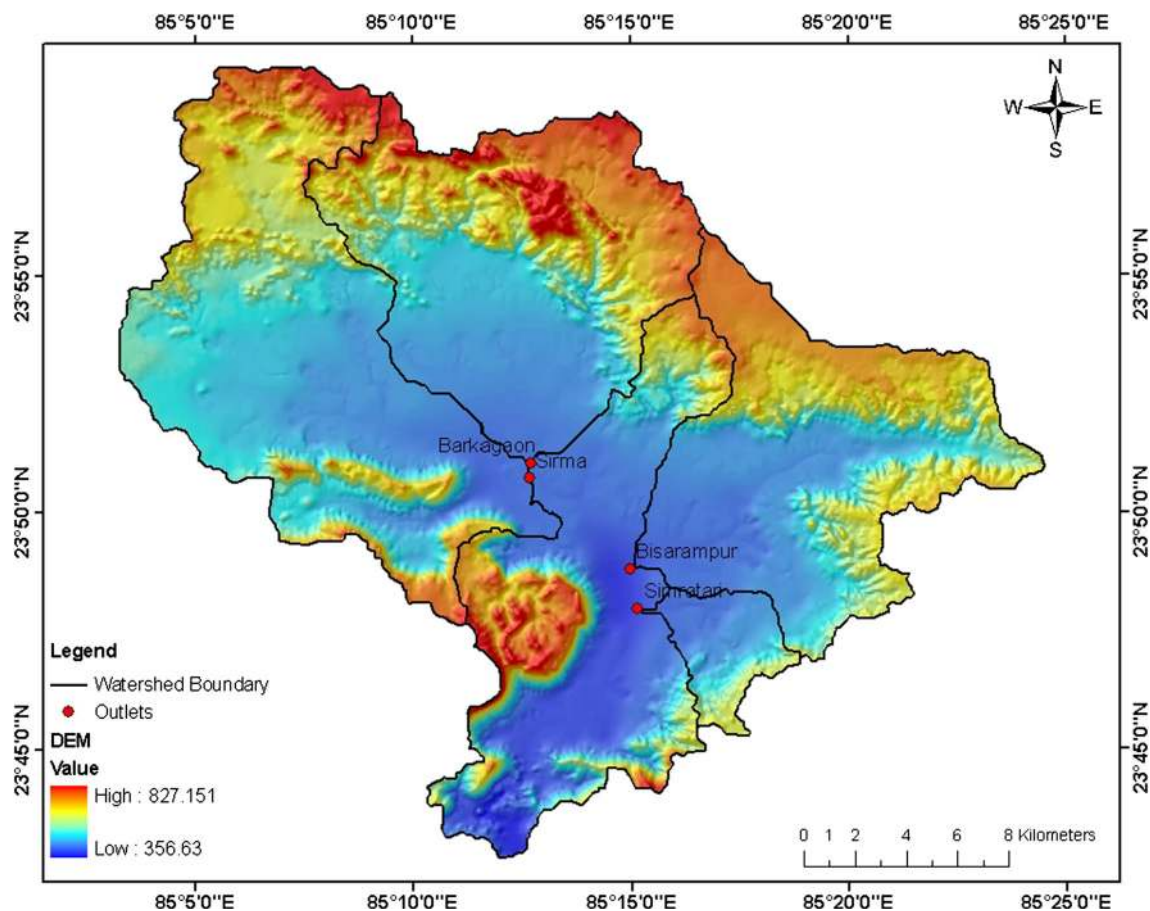 85°5'0"E 85°10'0"E 85°15'0"E 85°20'0"E 85°25'0"E
N
W E
S
23°55'0"N 23°55'0"N
Barkagaon
Sirma
23°50'0"N 23°50'0"N
Bisarampur
Simratari
Legend
Watershed Boundary
Outlets
DEM
Value
High : 827.151
Low : 356.63
23°45'0"N 23°45'0"N
0 1 2 4 6 8 Kilometers
85°5'0"E 85°10'0"E 85°15'0"E 85°20'0"E 85°25'0"E